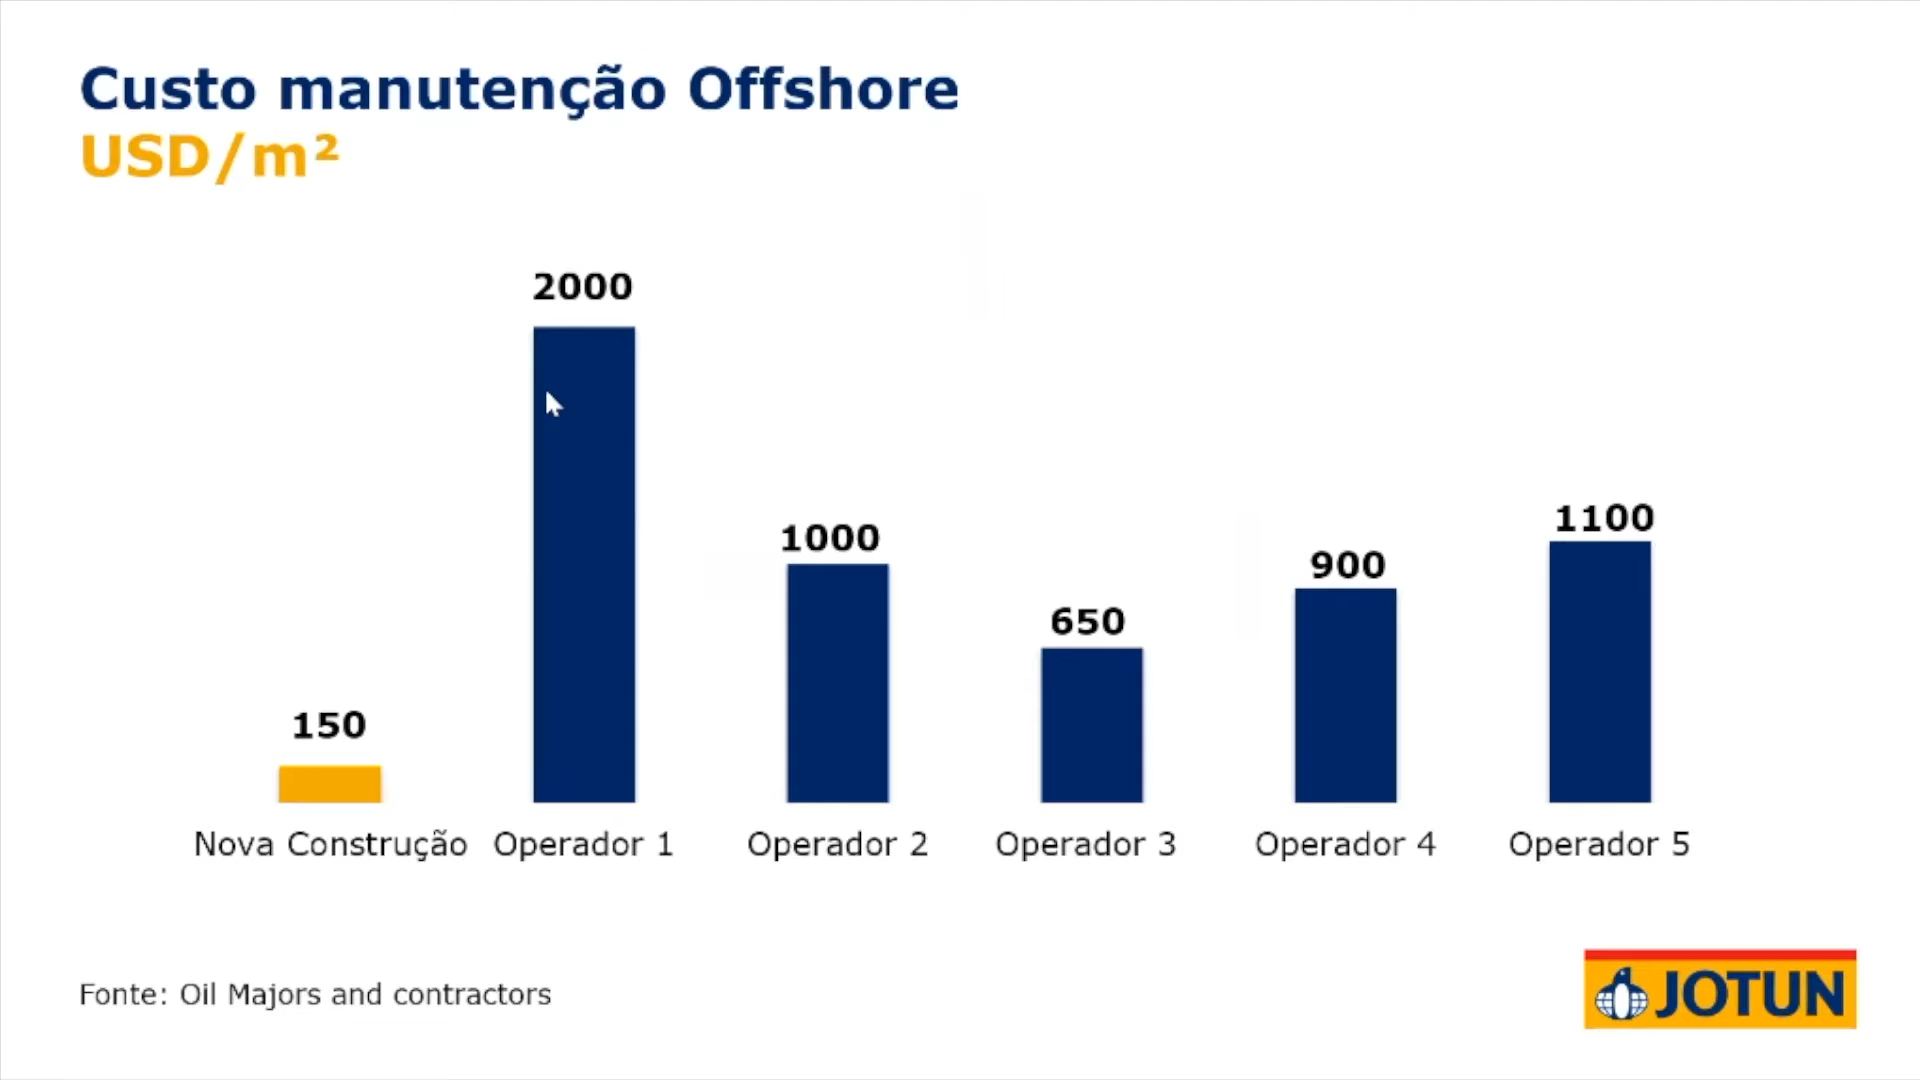 Custo manutenção Offshore
USD/m²
2000
1000
1100
900
650
150
Nova Construção Operador 1 Operador 2 Operador 3 Operador 4 Operador 5
Fonte: Oil Majors and contractors
JOTUN